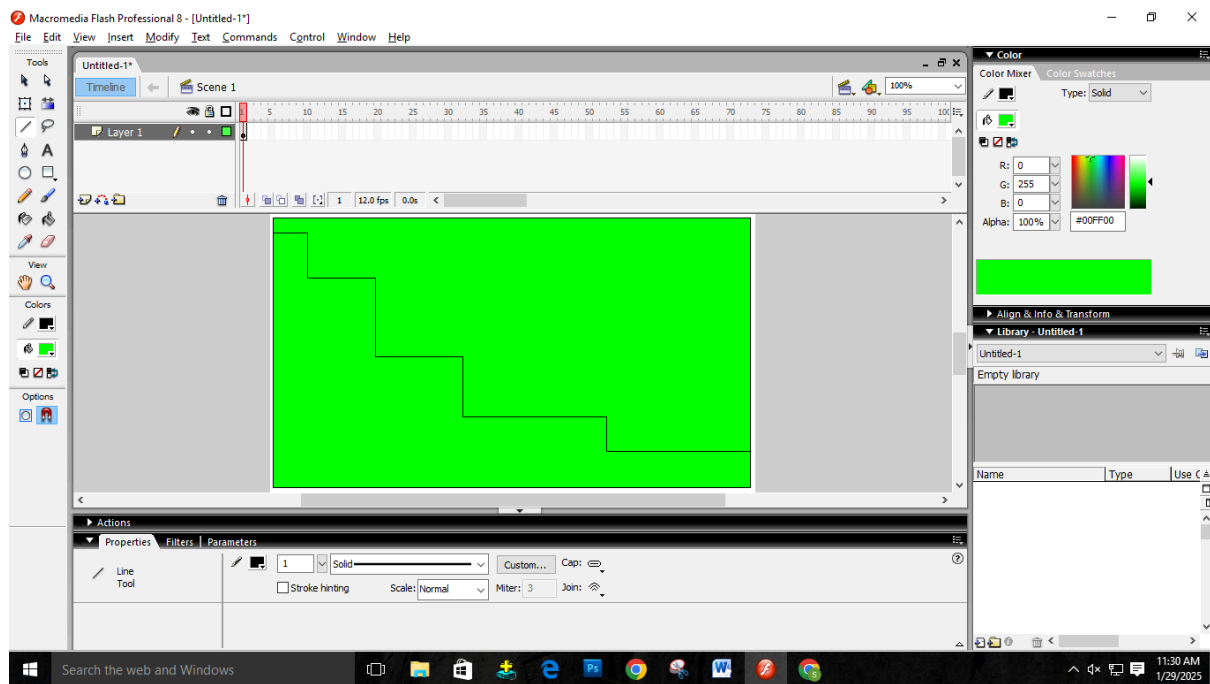 Macromedia Flash Professional 8 - [Untitled-1*]
File Edit View Insert Modify Text Commands Control Window Help
Tools
View
Colors
Options
Untitled-1*
Timeline Scene 1 100%
1 5 10 15 20 25 30 35 40 45 50 55 60 65 70 75 80 85 90 95 100
Layer 1
1 12.0 fps 0.0s
Actions
Properties Filters Parameters
Line
Tool
1 Solid Custom... Cap:
Stroke hinting Scale: Normal Miter: 3 Join:
Color
Color Mixer Color Swatches
Type: Solid
R: 0
G: 255
B: 0
Alpha: 100% #00FF00
Align & Info & Transform
Library - Untitled-1
Untitled-1
Empty library
Name Type Use C
Search the web and Windows
Ps
W
11:30 AM
1/29/2025